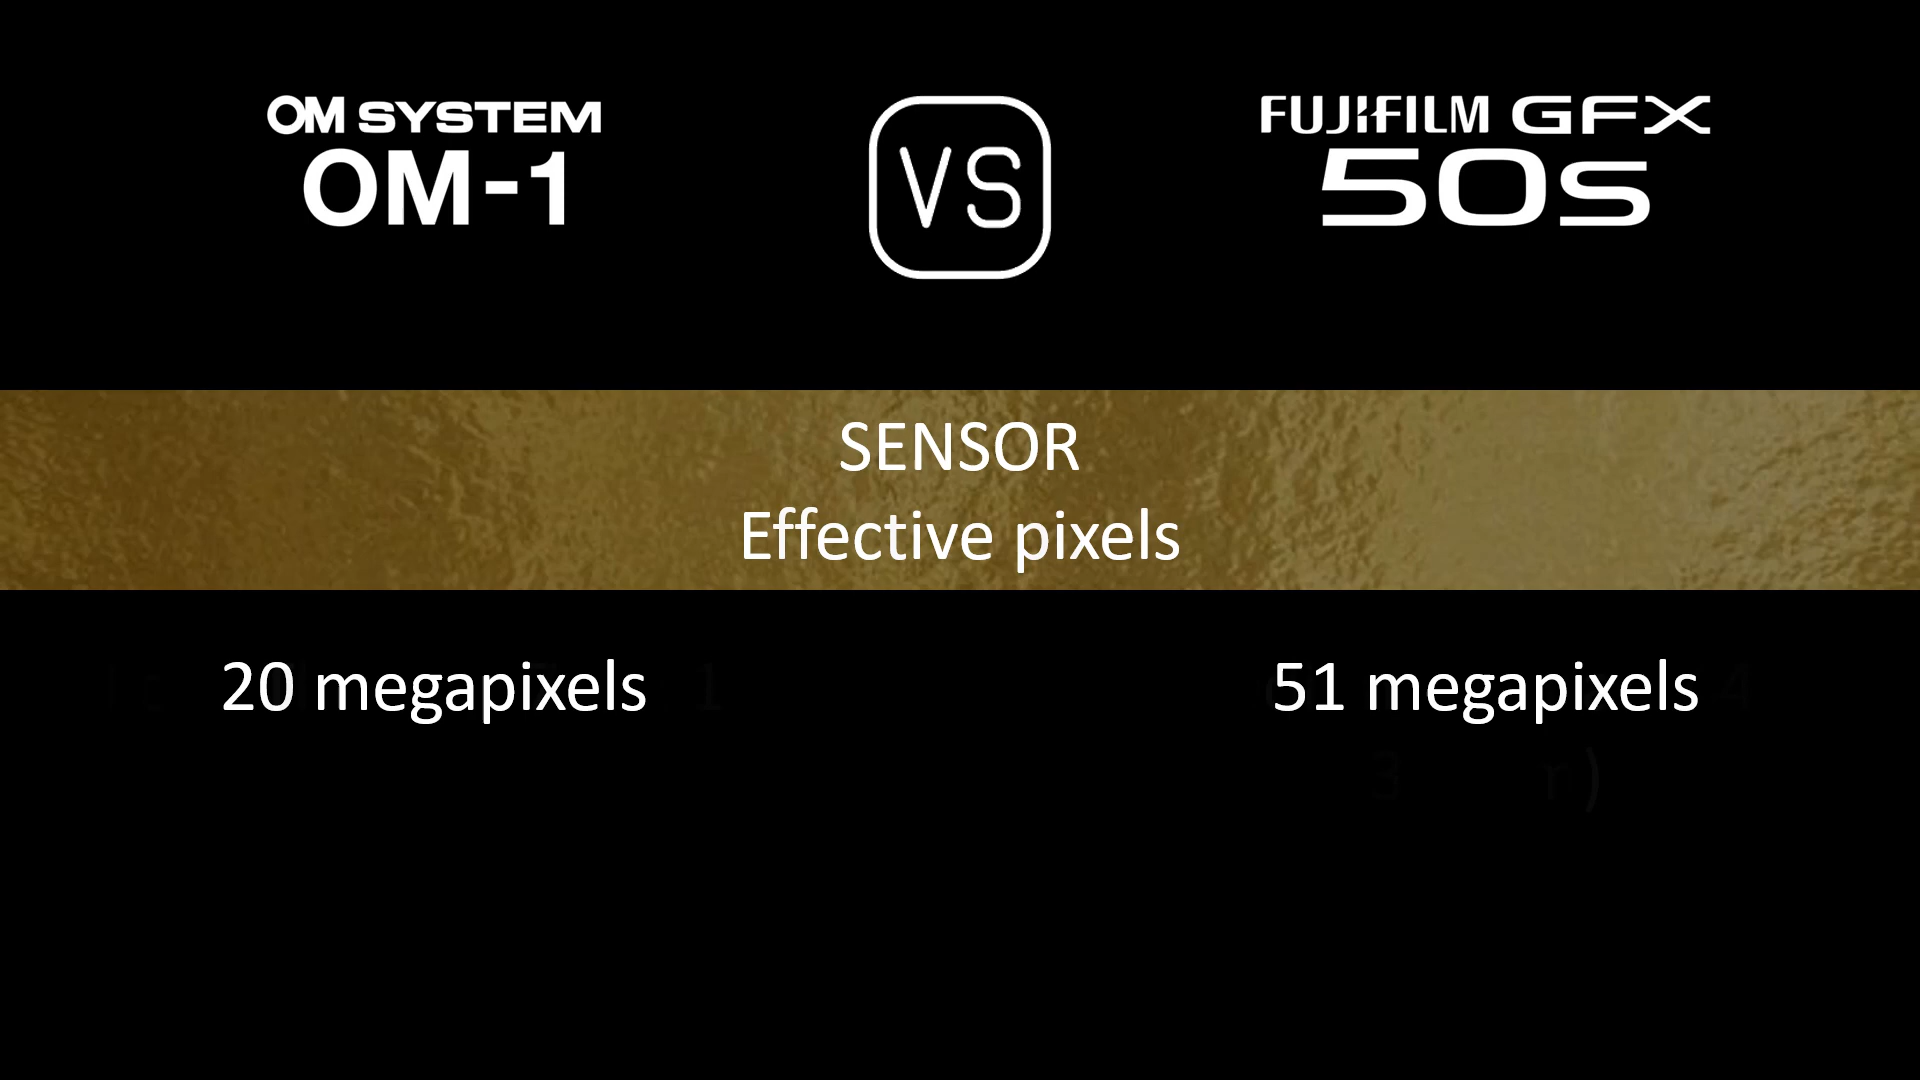 OM SYSTEM
OM-1
VS
FUJIFILM GFX
50S
SENSOR
Effective pixels
20 megapixels
51 megapixels